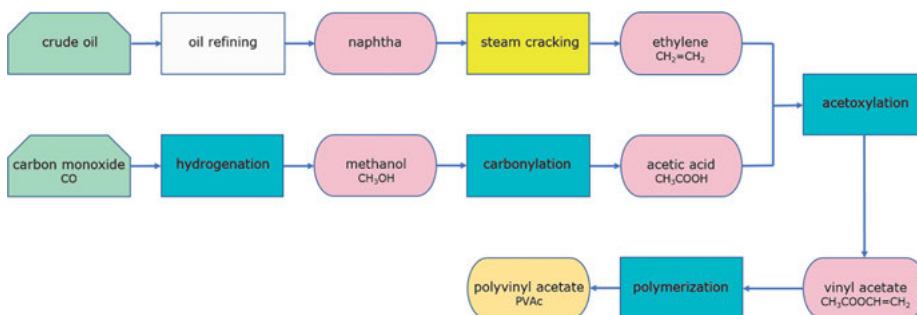 crude oil
oil refining
naphtha
steam cracking
ethylene
CH₂=CH₂
acetoxylation
carbon monoxide
CO
hydrogenation
methanol
CH₃OH
carbonylation
acetic acid
CH₃COOH
polyvinyl acetate
PVAc
polymerization
vinyl acetate
CH₃COOCH=CH₂